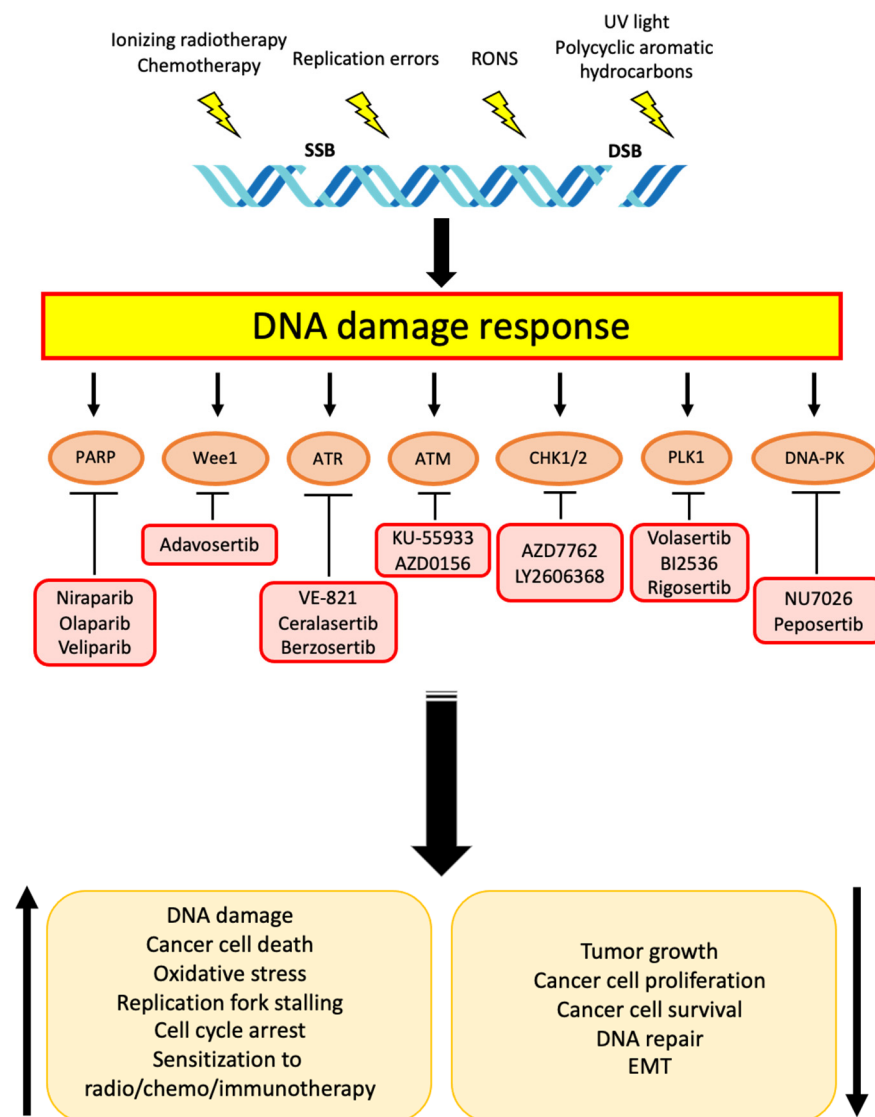 Ionizing radiotherapy
Chemotherapy
Replication errors
RONS
UV light
Polycyclic aromatic
hydrocarbons
SSB
DSB
DNA damage response
PARP
Wee1
ATR
ATM
CHK1/2
PLK1
DNA-PK
Niraparib
Olaparib
Veliparib
Adavosertib
VE-821
Ceralasertib
Berzosertib
KU-55933
AZD0156
AZD7762
LY2606368
Volasertib
BI2536
Rigosertib
NU7026
Peposertib
DNA damage
Cancer cell death
Oxidative stress
Replication fork stalling
Cell cycle arrest
Sensitization to
radio/chemo/immunotherapy
Tumor growth
Cancer cell proliferation
Cancer cell survival
DNA repair
EMT